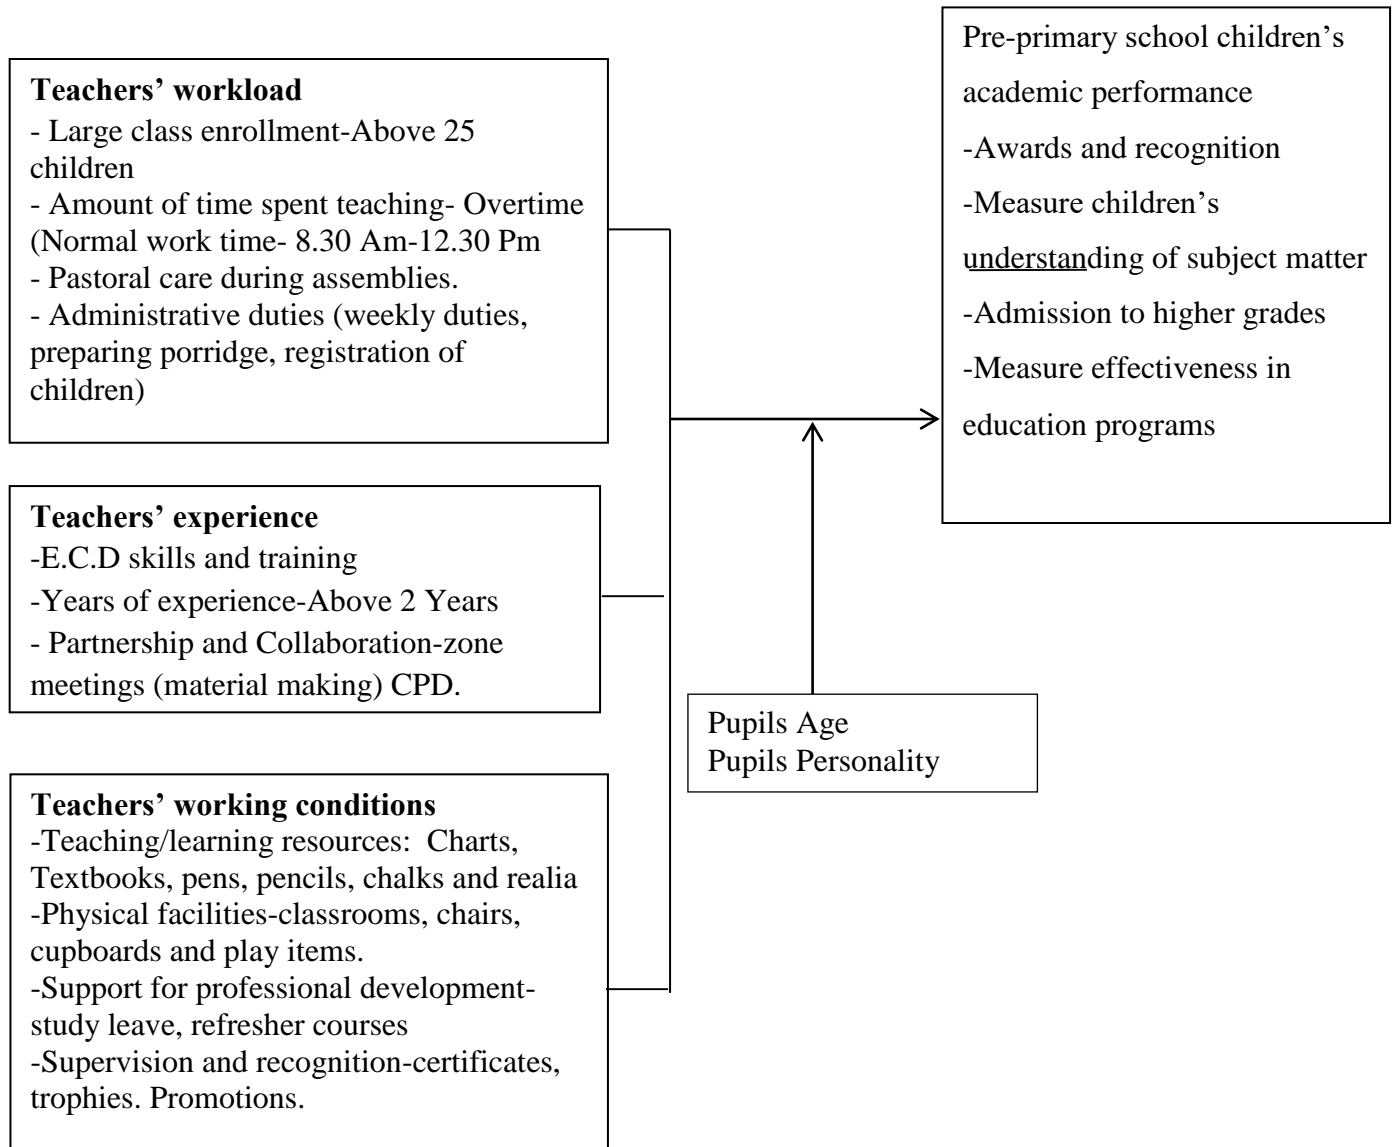 Teachers’ workload
- Large class enrollment-Above 25
children
- Amount of time spent teaching- Overtime
(Normal work time- 8.30 Am-12.30 Pm
- Pastoral care during assemblies.
- Administrative duties (weekly duties,
preparing porridge, registration of
children)
Teachers’ experience
-E.C.D skills and training
-Years of experience-Above 2 Years
- Partnership and Collaboration-zone
meetings (material making) CPD.
Teachers’ working conditions
-Teaching/learning resources:  Charts,
Textbooks, pens, pencils, chalks and realia
-Physical facilities-classrooms, chairs,
cupboards and play items.
-Support for professional development-
study leave, refresher courses
-Supervision and recognition-certificates,
trophies. Promotions.
Pupils Age
Pupils Personality
Pre-primary school children’s
academic performance
-Awards and recognition
-Measure children’s
understanding of subject matter
-Admission to higher grades
-Measure effectiveness in
education programs